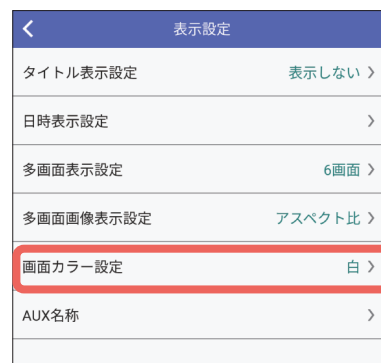 表示設定
タイトル表示設定 表示しない
日時表示設定
多画面表示設定 6画面
多画面画像表示設定 アスペクト比
画面カラー設定 白
AUX名称